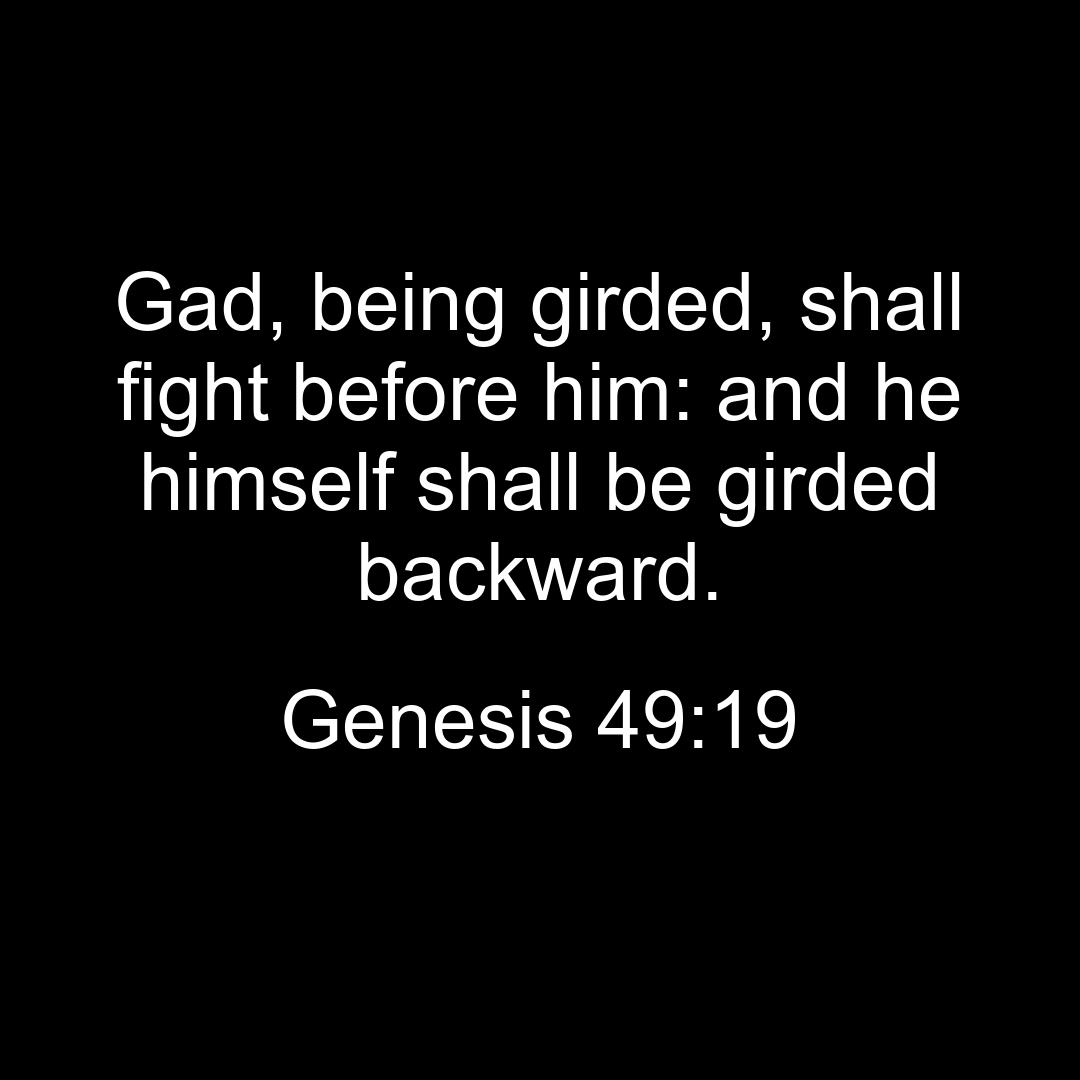 Gad, being girded, shall
fight before him: and he
himself shall be girded
backward.
Genesis 49:19